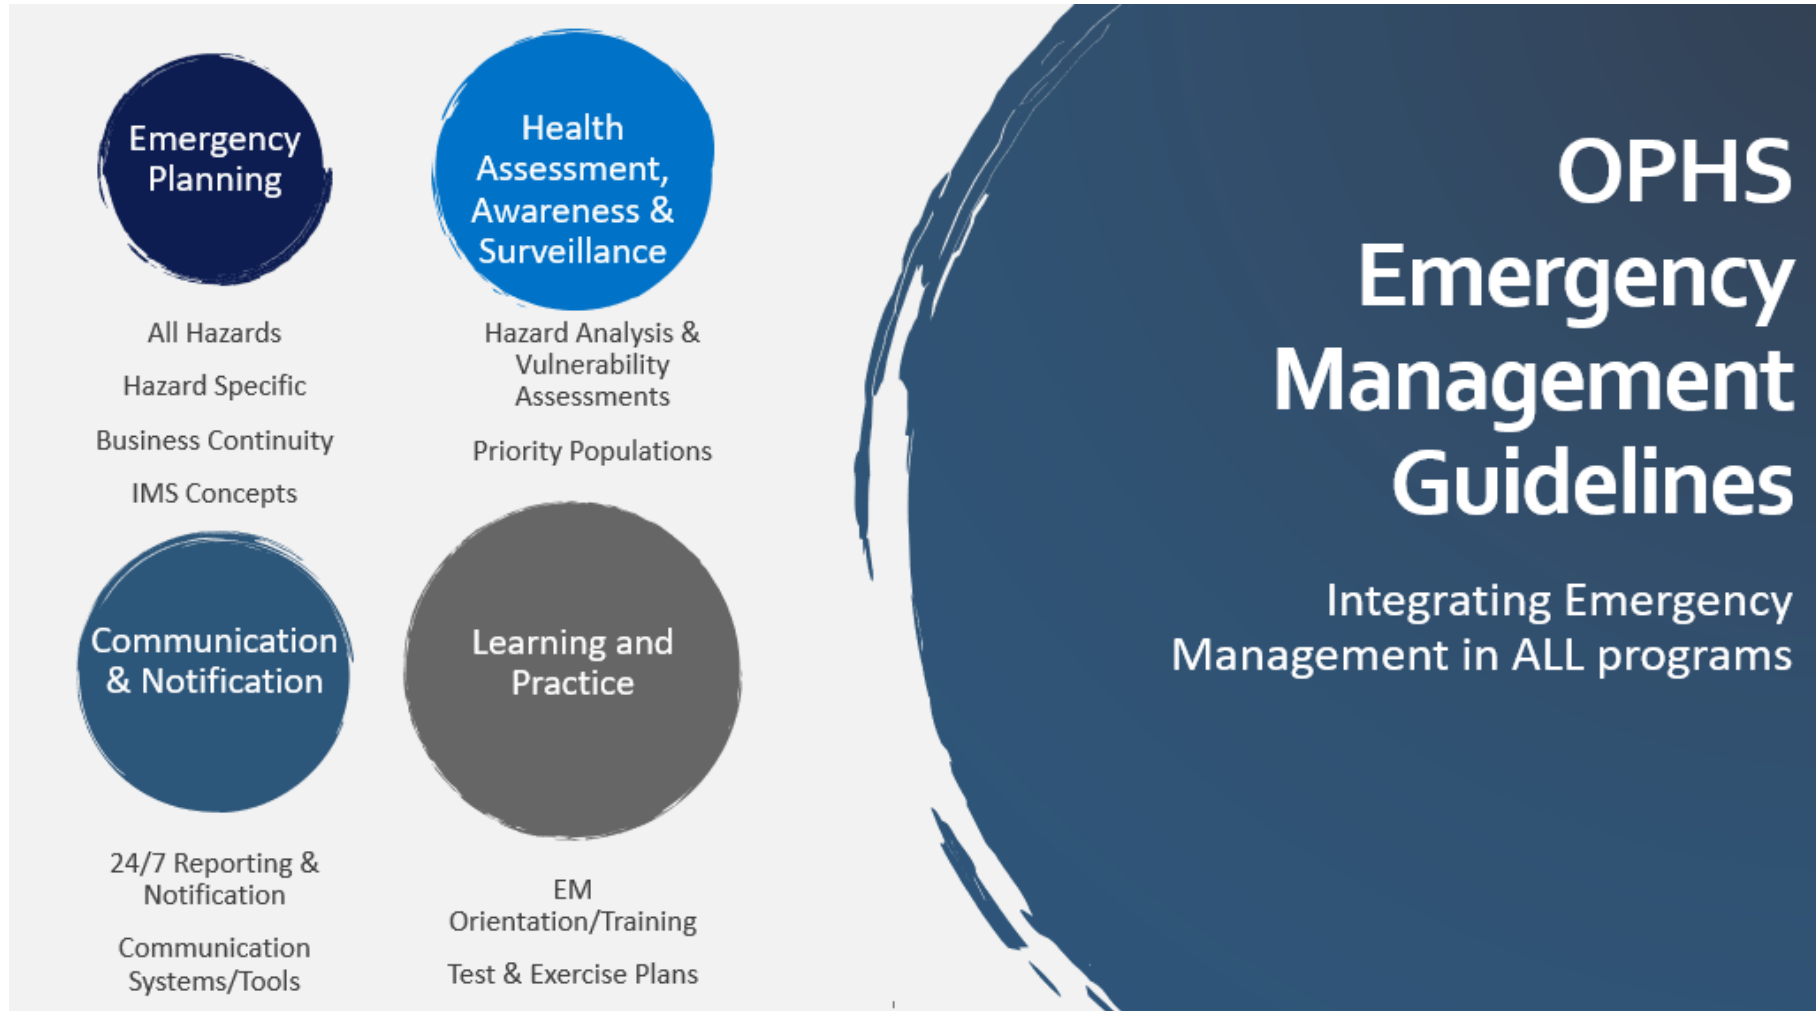 Emergency
Planning
All Hazards
Hazard Specific
Business Continuity
IMS Concepts
Health
Assessment,
Awareness &
Surveillance
Hazard Analysis &
Vulnerability
Assessments
Priority Populations
Communication
& Notification
24/7 Reporting &
Notification
Communication
Systems/Tools
Learning and
Practice
EM
Orientation/Training
Test & Exercise Plans
OPHS
Emergency
Management
Guidelines
Integrating Emergency
Management in ALL programs